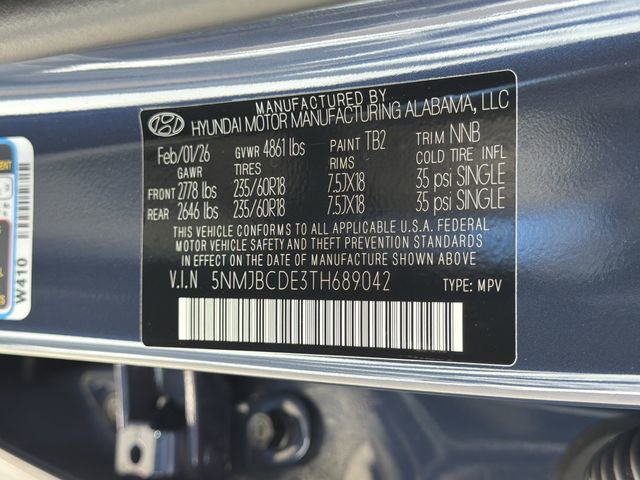 MANUFACTURED BY
HYUNDAI MOTOR MANUFACTURING ALABAMA, LLC
Feb/01/26 GVWR 4861 lbs PAINT TB2 TRIM NNB
GAWR TIRES RIMS COLD TIRE INFL
FRONT 2778 lbs 235/60R18 7.5JX18 35 psi SINGLE
REAR 2646 lbs 235/60R18 7.5JX18 35 psi SINGLE
THIS VEHICLE CONFORMS TO ALL APPLICABLE U.S.A. FEDERAL
MOTOR VEHICLE SAFETY AND THEFT PREVENTION STANDARDS
IN EFFECT ON THE DATE OF MANUFACTURE SHOWN ABOVE
V.I.N 5NMJBCDE3TH689042 TYPE: MPV
W410